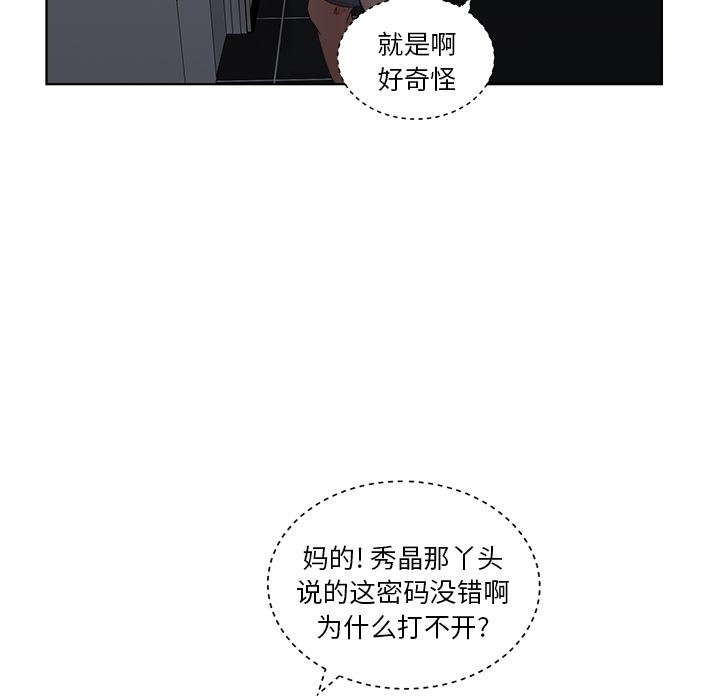 就是啊
好奇怪
妈的! 秀晶那丫头
说的这密码没错啊
为什么打不开?